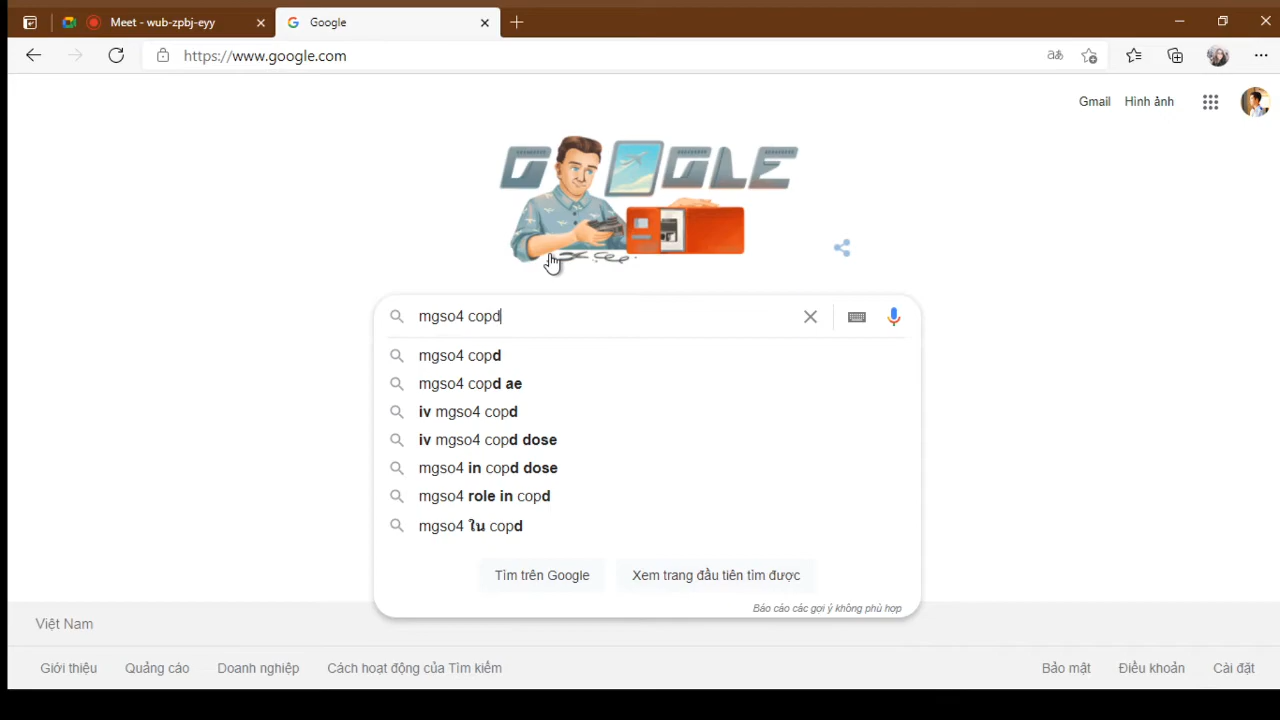 Meet - wub-zpbj-eyy
Google
https://www.google.com
Gmail Hình ảnh
GOOGLE
mgso4 copd
mgso4 copd
mgso4 copd ae
iv mgso4 copd
iv mgso4 copd dose
mgso4 in copd dose
mgso4 role in copd
mgso4 ใน copd
Tìm trên Google Xem trang đầu tiên tìm được
Báo cáo các gợi ý không phù hợp
Việt Nam
Giới thiệu Quảng cáo Doanh nghiệp Cách hoạt động của Tìm kiếm Bảo mật Điều khoản Cài đặt